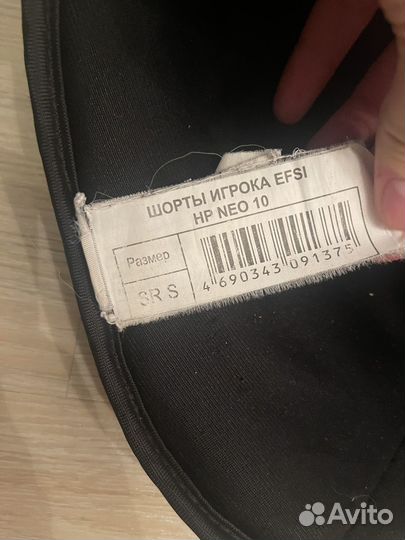 ШОРТЫ ИГРОКА EFSI
HP NEO 10
Размер
SR S
4 690343 091375
Avito